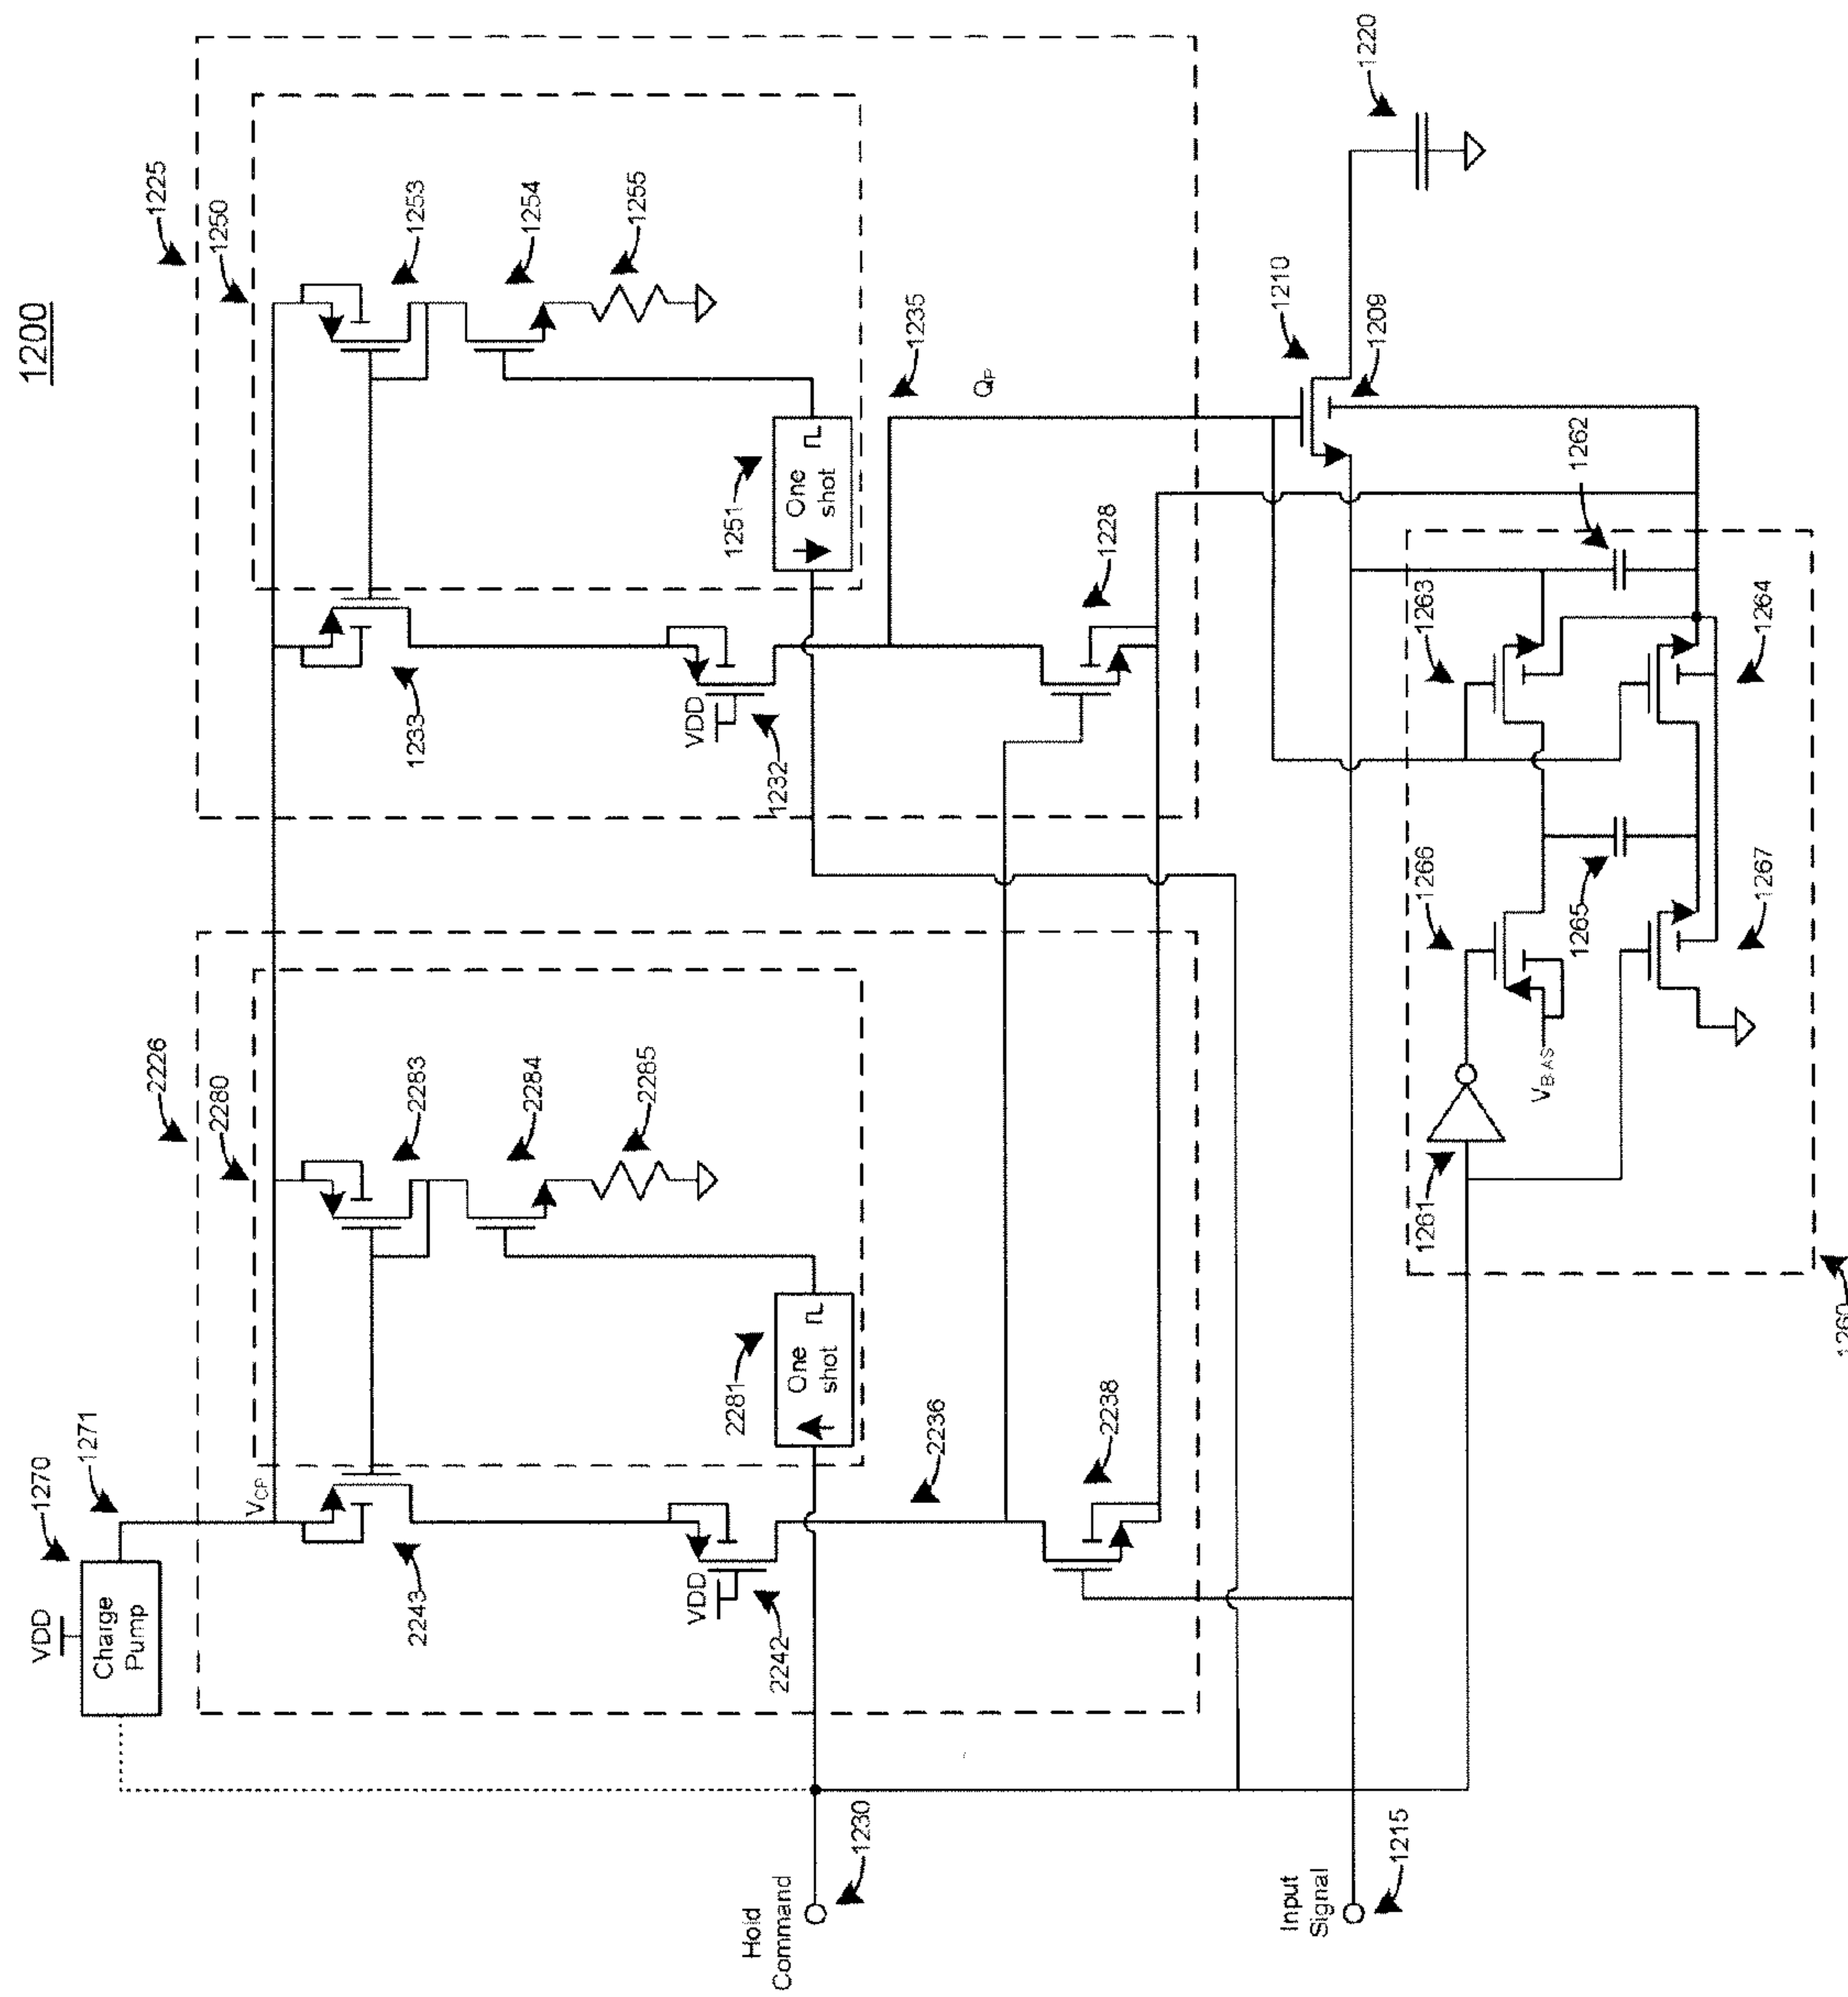 1200
1225
1250
1253
1254
1255
1233
VDD
1232
1251
One
shot
1235
Qp
1228
1210
1209
1220
1262
1263
1264
1265
1266
1267
1261
VBIAS
1260
2226
2280
2283
2284
2285
2281
One
shot
2243
VDD
2242
2236
2238
VCP
1271
1270
VDD
Charge
Pump
Hold
Command
1230
Input
Signal
1215